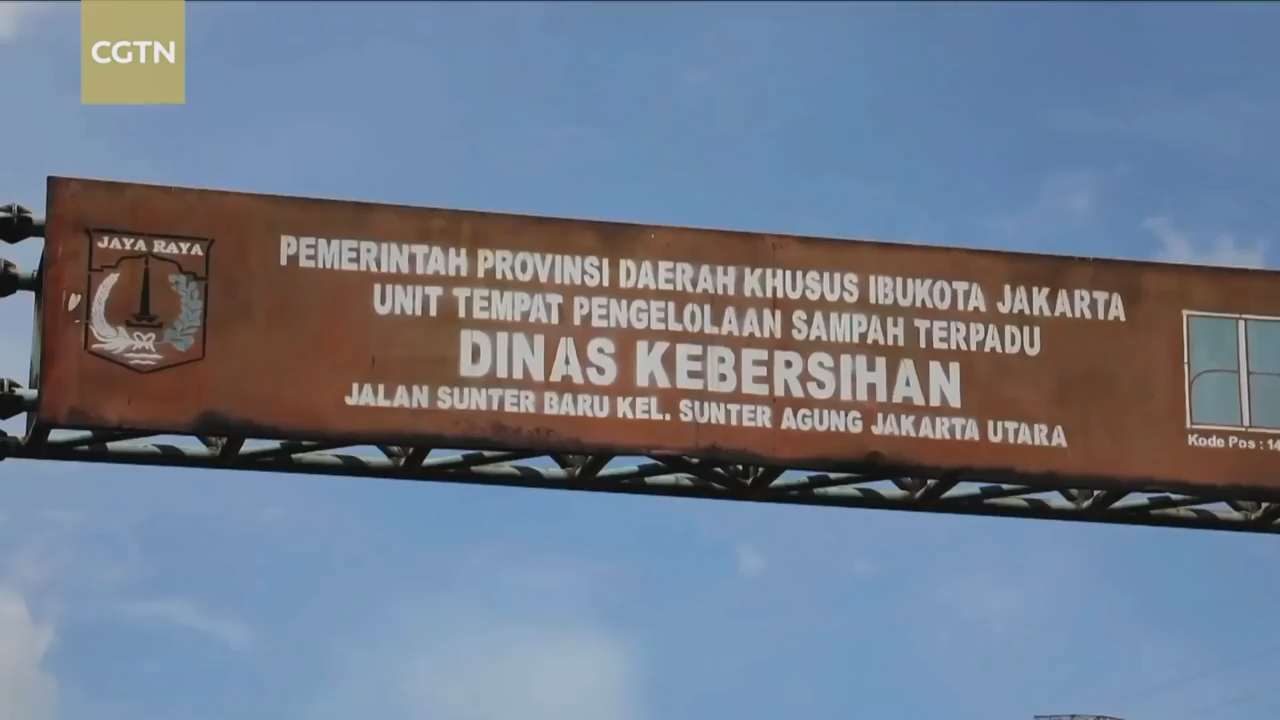 CGTN
JAYA RAYA
PEMERINTAH PROVINSI DAERAH KHUSUS IBUKOTA JAKARTA
UNIT TEMPAT PENGELOLAAN SAMPAH TERPADU
DINAS KEBERSIHAN
JALAN SUNTER BARU KEL. SUNTER AGUNG JAKARTA UTARA
Kode Pos : 14